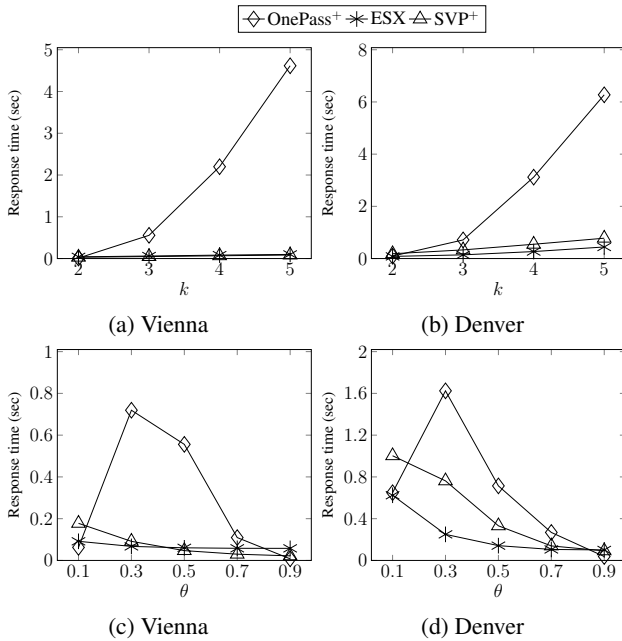 OnePass+ ESX SVP+
5
4
3
2
1
0
Response time (sec)
2 3 4 5
k
(a) Vienna
8
6
4
2
0
Response time (sec)
2 3 4 5
k
(b) Denver
1
0.8
0.6
0.4
0.2
0
Response time (sec)
0.1 0.3 0.5 0.7 0.9
θ
(c) Vienna
2
1.6
1.2
0.8
0.4
0
Response time (sec)
0.1 0.3 0.5 0.7 0.9
θ
(d) Denver